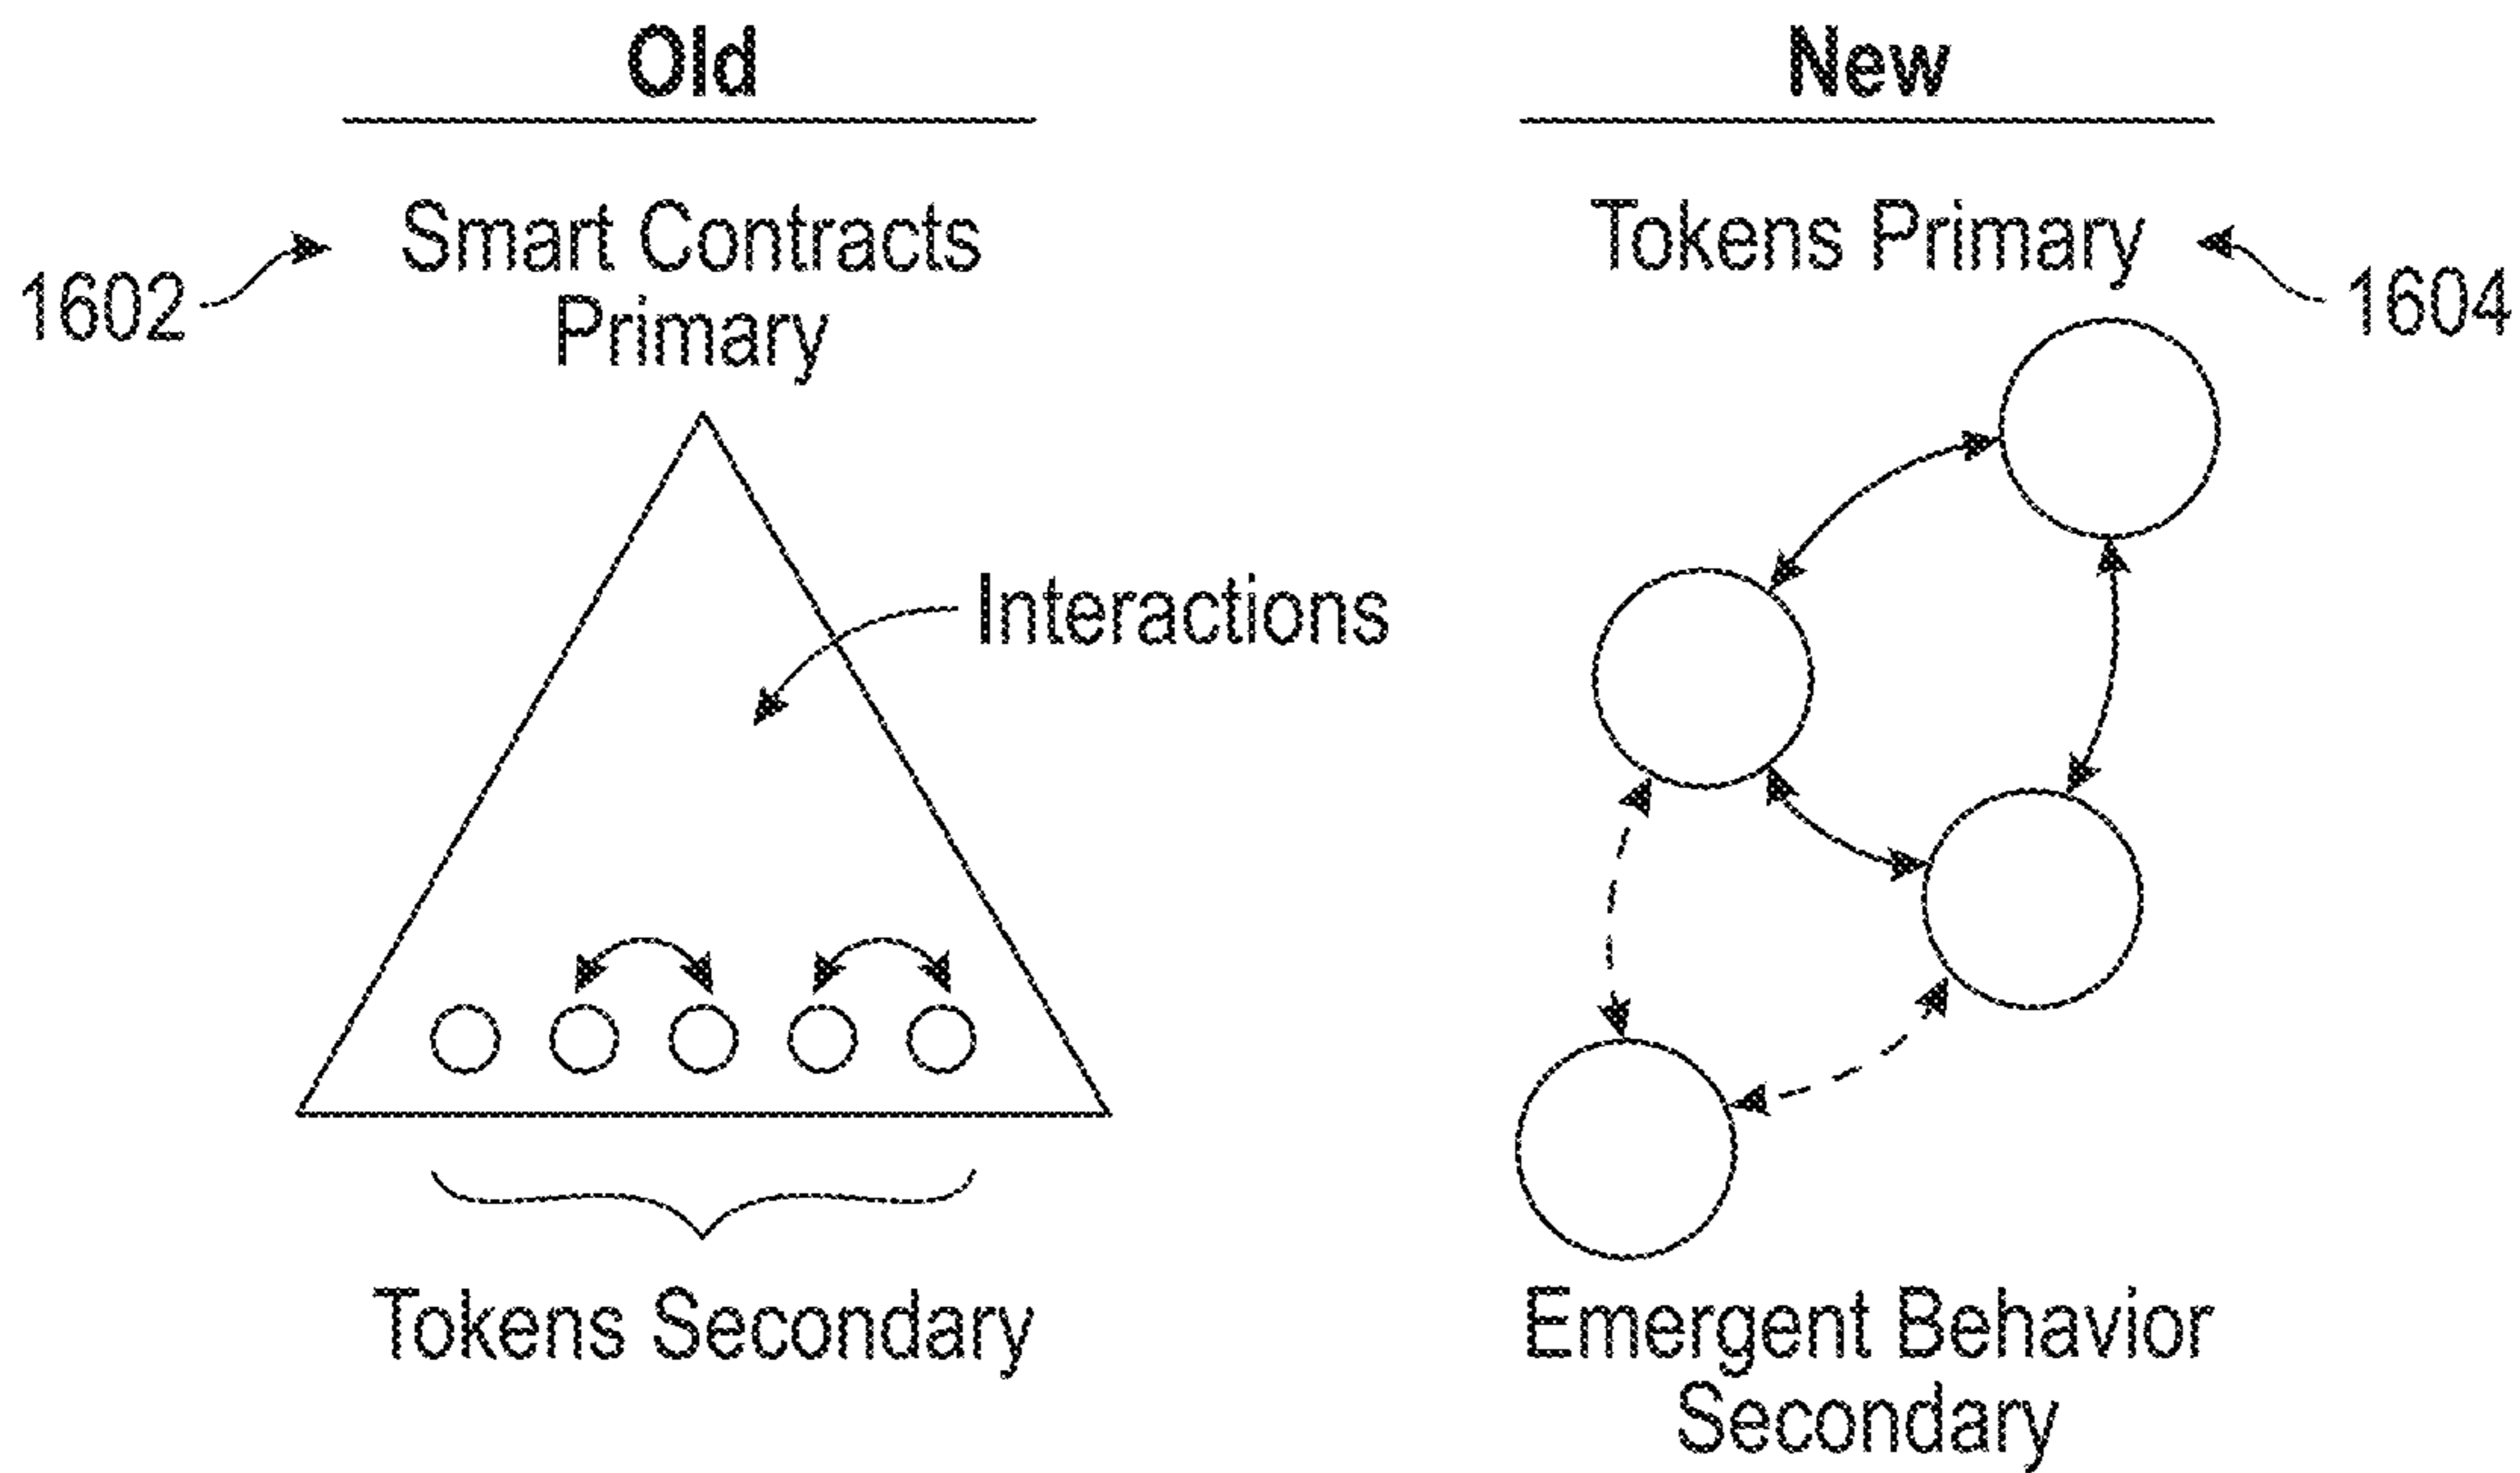 Old
Smart Contracts
Primary
1602
Interactions
Tokens Secondary
New
Tokens Primary
1604
Emergent Behavior
Secondary